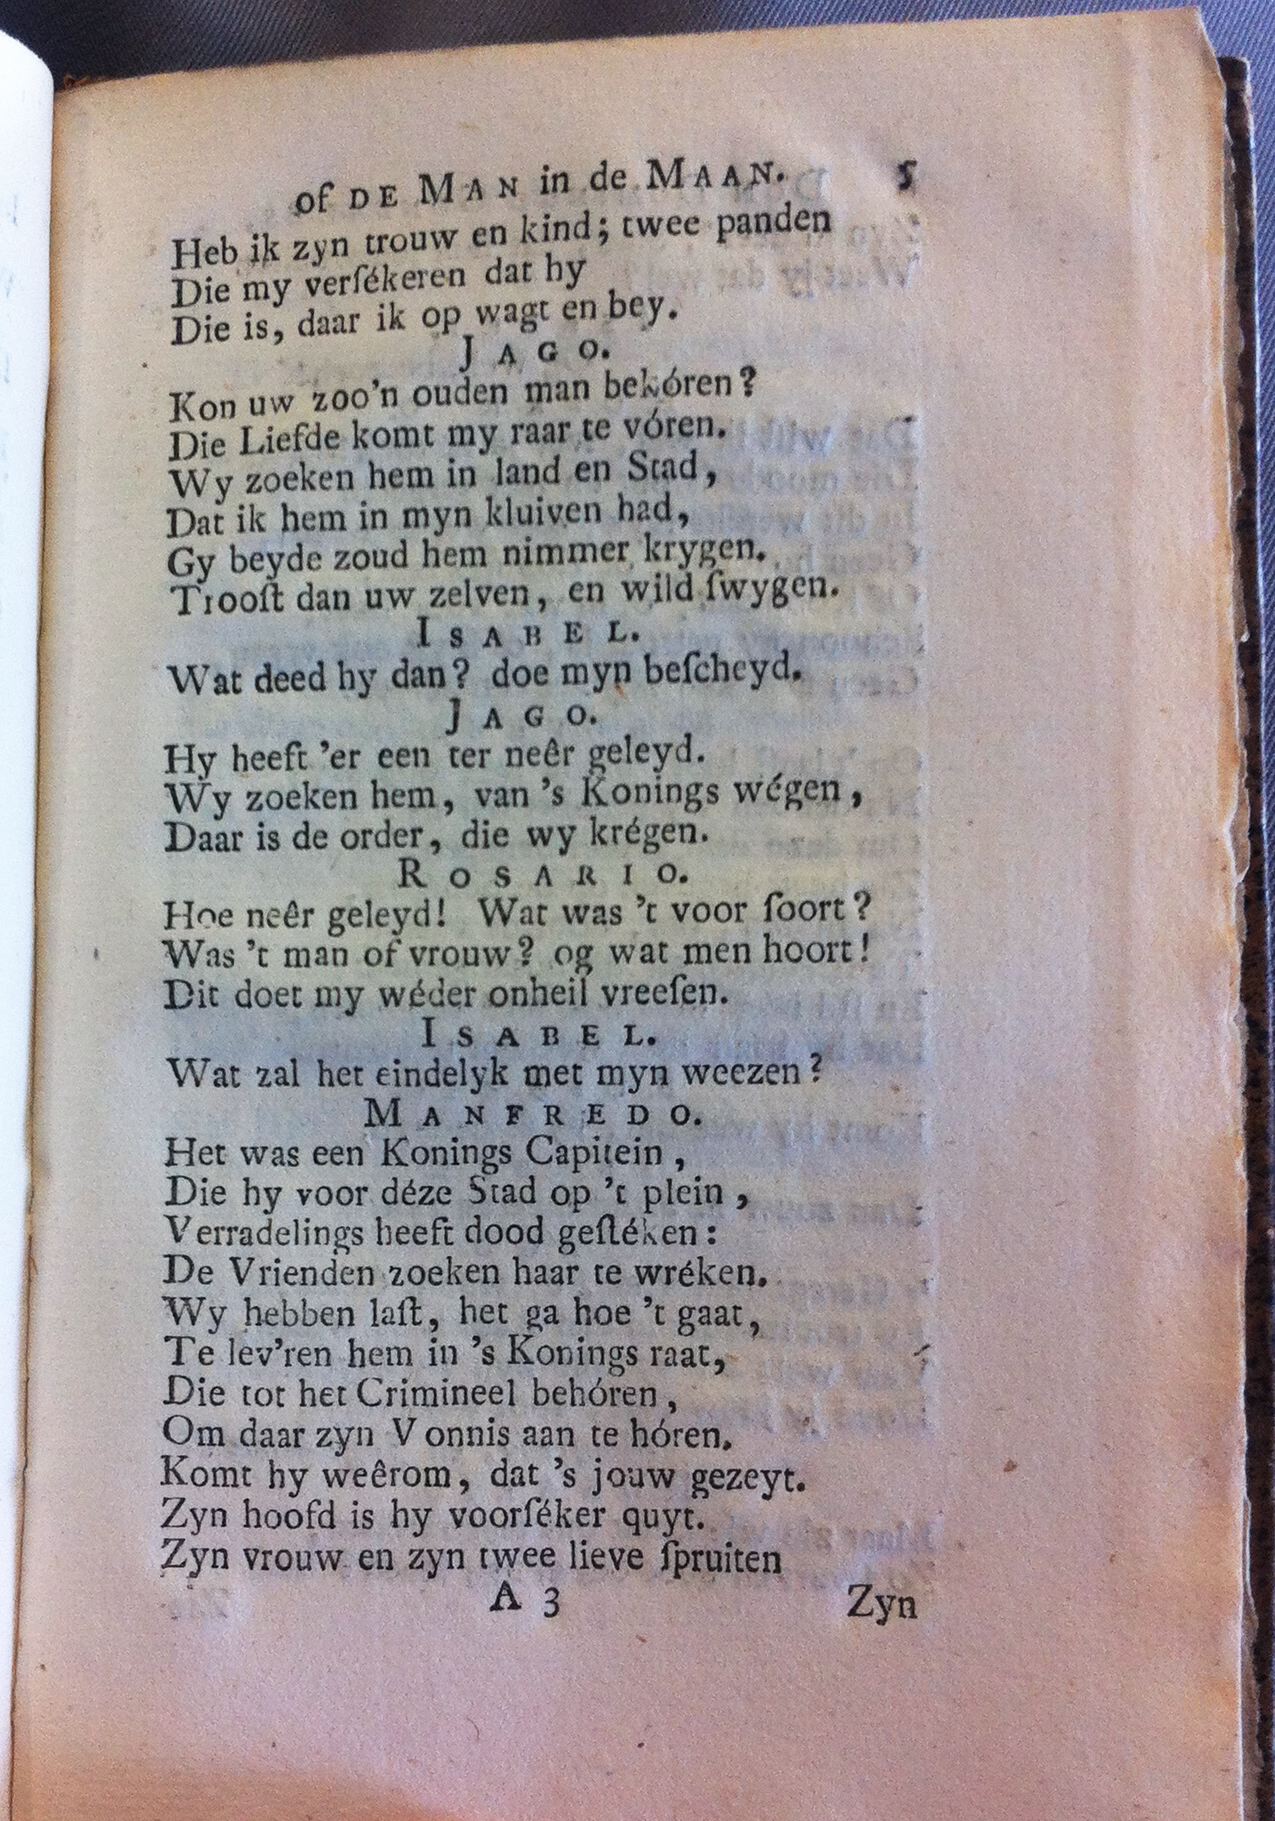 of DE MAN in de MAAN. 5
Heb ik zyn trouw en kind; twee panden
Die my verſékeren dat hy
Die is, daar ik op wagt en bey.
JAGO.
Kon uw zoo'n ouden man bekóren?
Die Liefde komt my raar te vóren.
Wy zoeken hem in land en Stad,
Dat ik hem in myn kluiven had,
Gy beyde zoud hem nimmer krygen.
Trooſt dan uw zelven, en wild ſwygen.
ISABEL.
Wat deed hy dan? doe myn beſcheyd.
JAGO.
Hy heeft 'er een ter neêr geleyd.
Wy zoeken hem, van 's Konings wégen,
Daar is de order, die wy krégen.
ROSARIO.
Hoe neêr geleyd! Wat was 't voor ſoort?
Was 't man of vrouw? og wat men hoort!
Dit doet my wéder onheil vreeſen.
ISABEL.
Wat zal het eindelyk met myn weezen?
MANFREDO.
Het was een Konings Capitein,
Die hy voor déze Stad op 't plein,
Verradelings heeft dood geſtéken:
De Vrienden zoeken haar te wréken.
Wy hebben laſt, het ga hoe 't gaat,
Te lev'ren hem in 's Konings raat,
Die tot het Crimineel behóren,
Om daar zyn Vonnis aan te hóren.
Komt hy weêrom, dat 's jouw gezeyt.
Zyn hoofd is hy voorſéker quyt.
Zyn vrouw en zyn twee lieve ſpruiten
A 3 Zyn